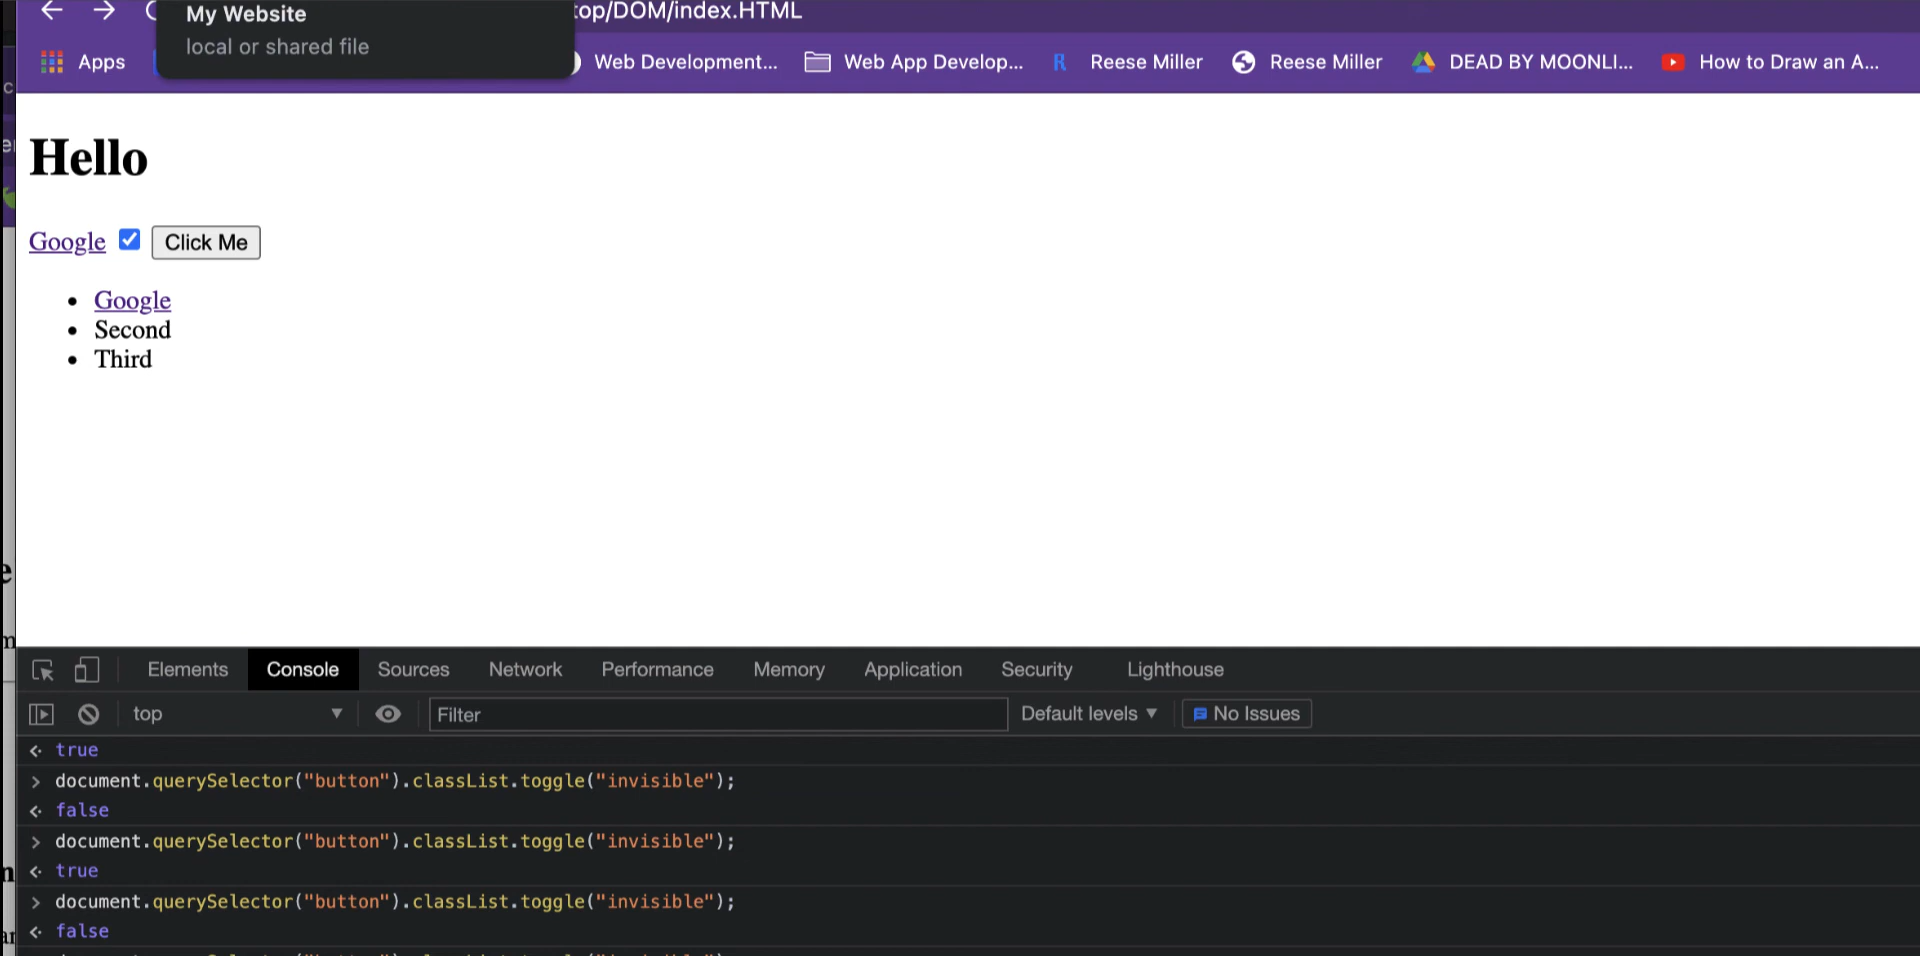 My Website
local or shared file
top/DOM/index.HTML
Apps
Web Development...
Web App Develop...
Reese Miller
Reese Miller
DEAD BY MOONLI...
How to Draw an A...
Hello
Google
Click Me
Google
Second
Third
Elements Console Sources Network Performance Memory Application Security Lighthouse
top
Filter
Default levels
No Issues
true
document.querySelector("button").classList.toggle("invisible");
false
document.querySelector("button").classList.toggle("invisible");
true
document.querySelector("button").classList.toggle("invisible");
false